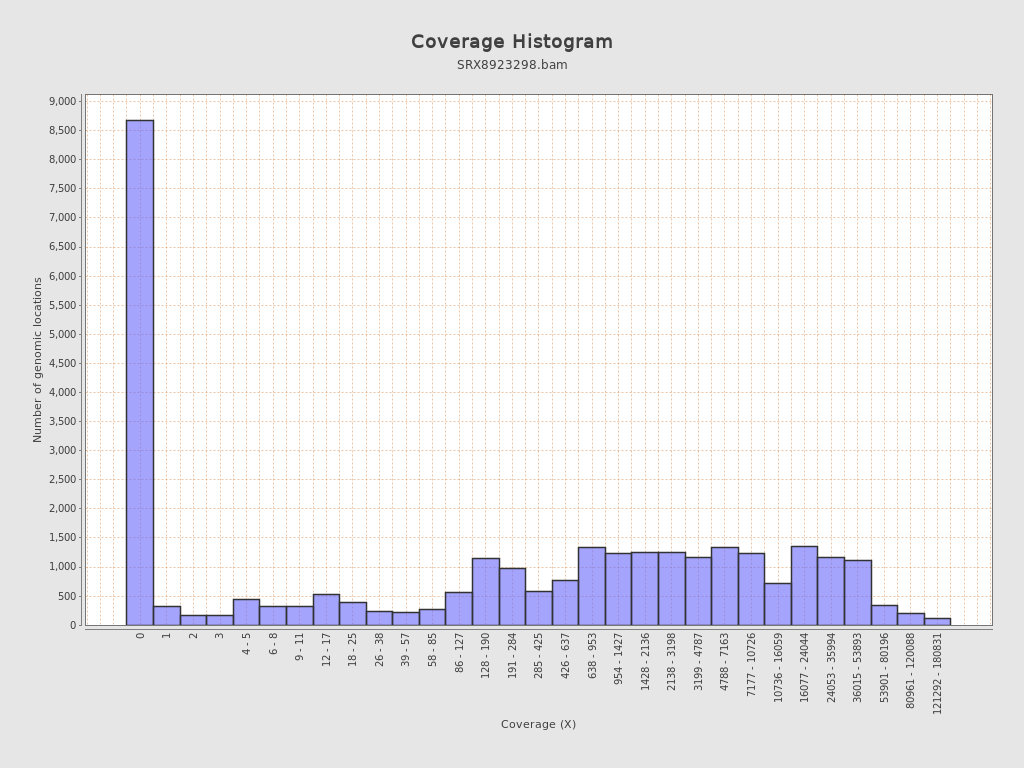 Coverage Histogram
SRX8923298.bam
Number of genomic locations
9,000
8,500
8,000
7,500
7,000
6,500
6,000
5,500
5,000
4,500
4,000
3,500
3,000
2,500
2,000
1,500
1,000
500
0
0
1
2
3
4 - 5
6 - 8
9 - 11
12 - 17
18 - 25
26 - 38
39 - 57
58 - 85
86 - 127
128 - 190
191 - 284
285 - 425
426 - 637
638 - 953
954 - 1427
1428 - 2136
2138 - 3198
3199 - 4787
4788 - 7163
7177 - 10726
10736 - 16059
16077 - 24044
24053 - 35994
36015 - 53893
53901 - 80196
80961 - 120088
121292 - 180831
Coverage (X)